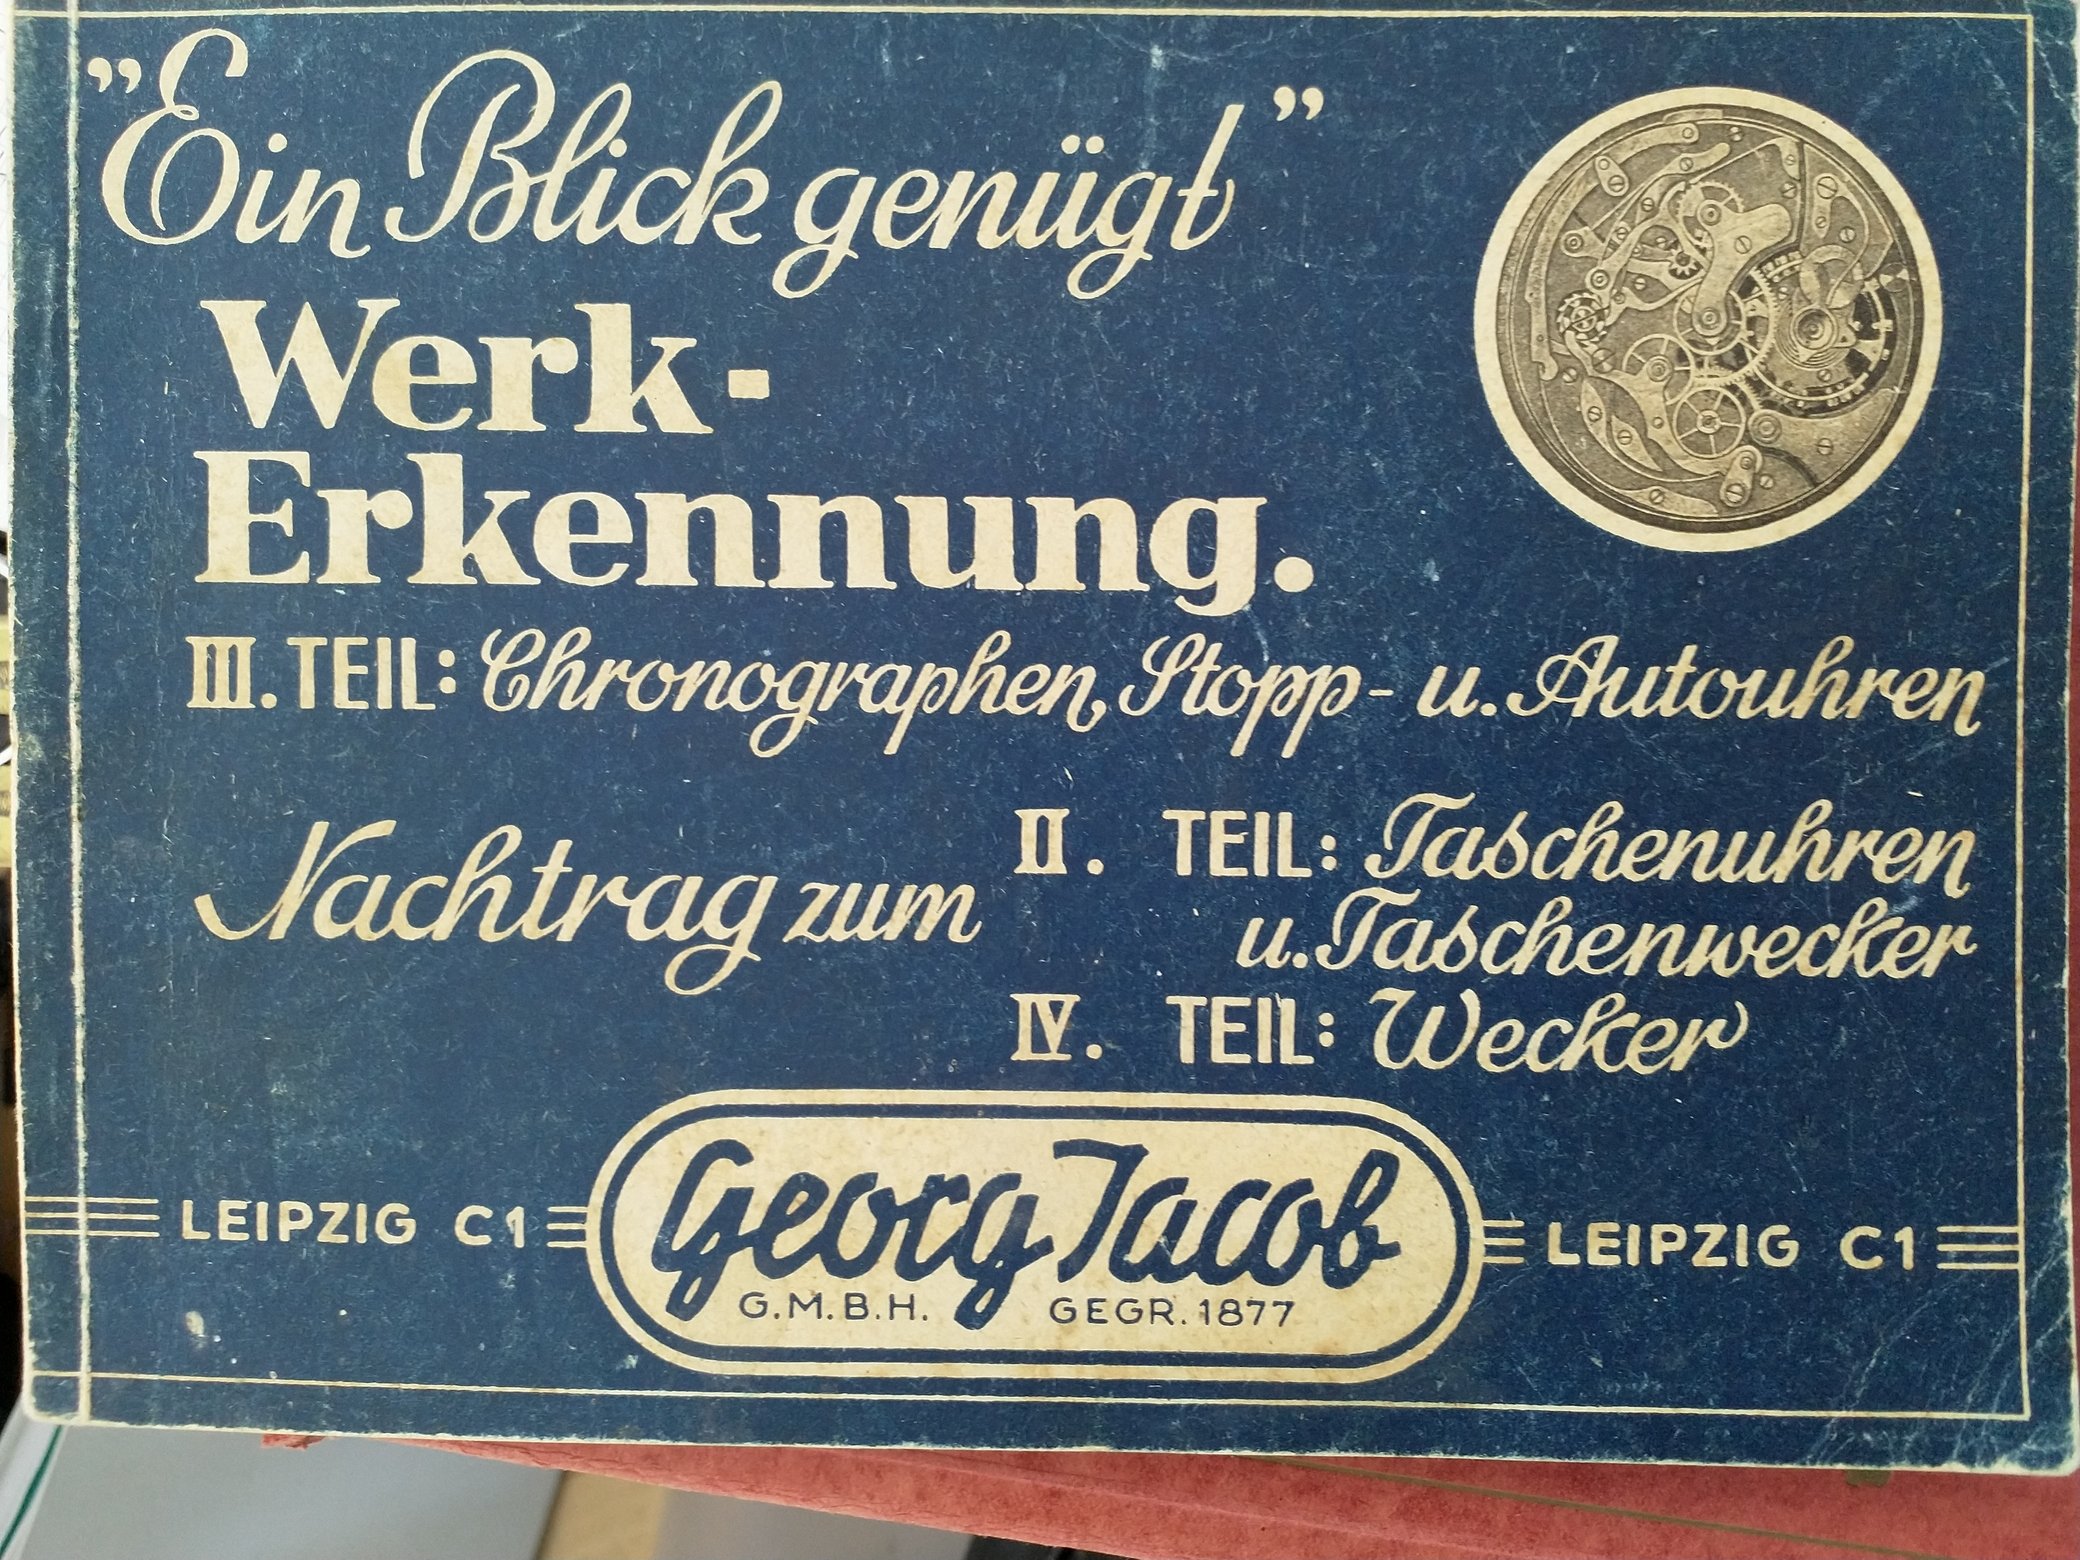 "Ein Blick genügt"
Werk-
Erkennung.
III. TEIL: Chronographen, Stopp- u. Autouhren
Nachtrag zum
II. TEIL: Taschenuhren
u. Taschenwecker
IV. TEIL: Wecker
LEIPZIG C1
Georg Jacob
G.M.B.H. GEGR. 1877
LEIPZIG C1